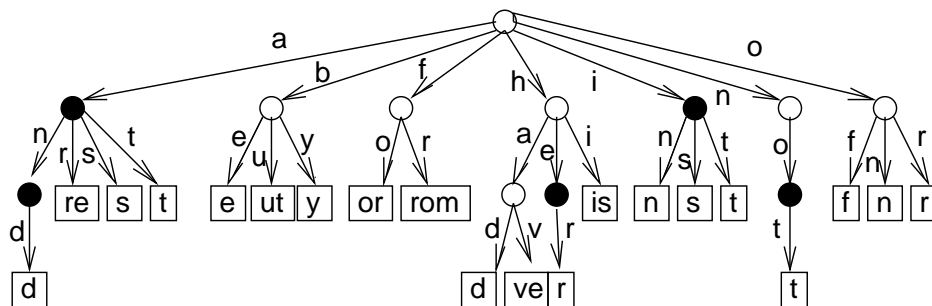 a b f h i n o
n r s t e u y o r a e i n s t o f n r
re s t e ut y or rom is n s t f n r
d d v r t
d d ve r t